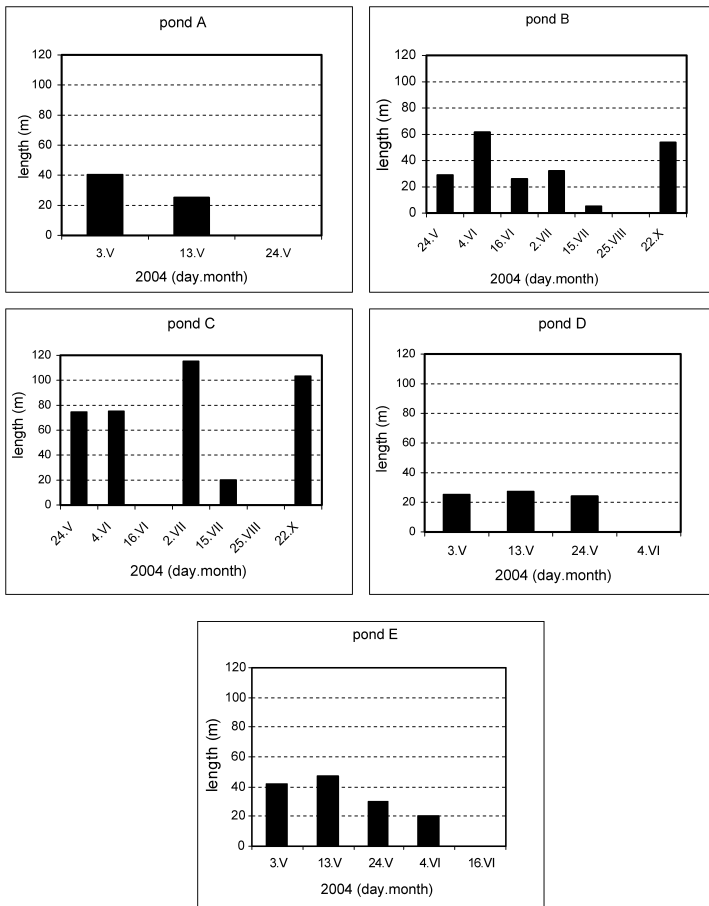 pond A
120
100
80
60
40
20
0
length (m)
3.V 13.V 24.V
2004 (day.month)
pond B
120
100
80
60
40
20
0
length (m)
24.V 4.VI 16.VI 2.VII 15.VII 25.VIII 22.X
2004 (day.month)
pond C
120
100
80
60
40
20
0
length (m)
24.V 4.VI 16.VI 2.VII 15.VII 25.VIII 22.X
2004 (day.month)
pond D
120
100
80
60
40
20
0
length (m)
3.V 13.V 24.V 4.VI
2004 (day.month)
pond E
120
100
80
60
40
20
0
length (m)
3.V 13.V 24.V 4.VI 16.VI
2004 (day.month)